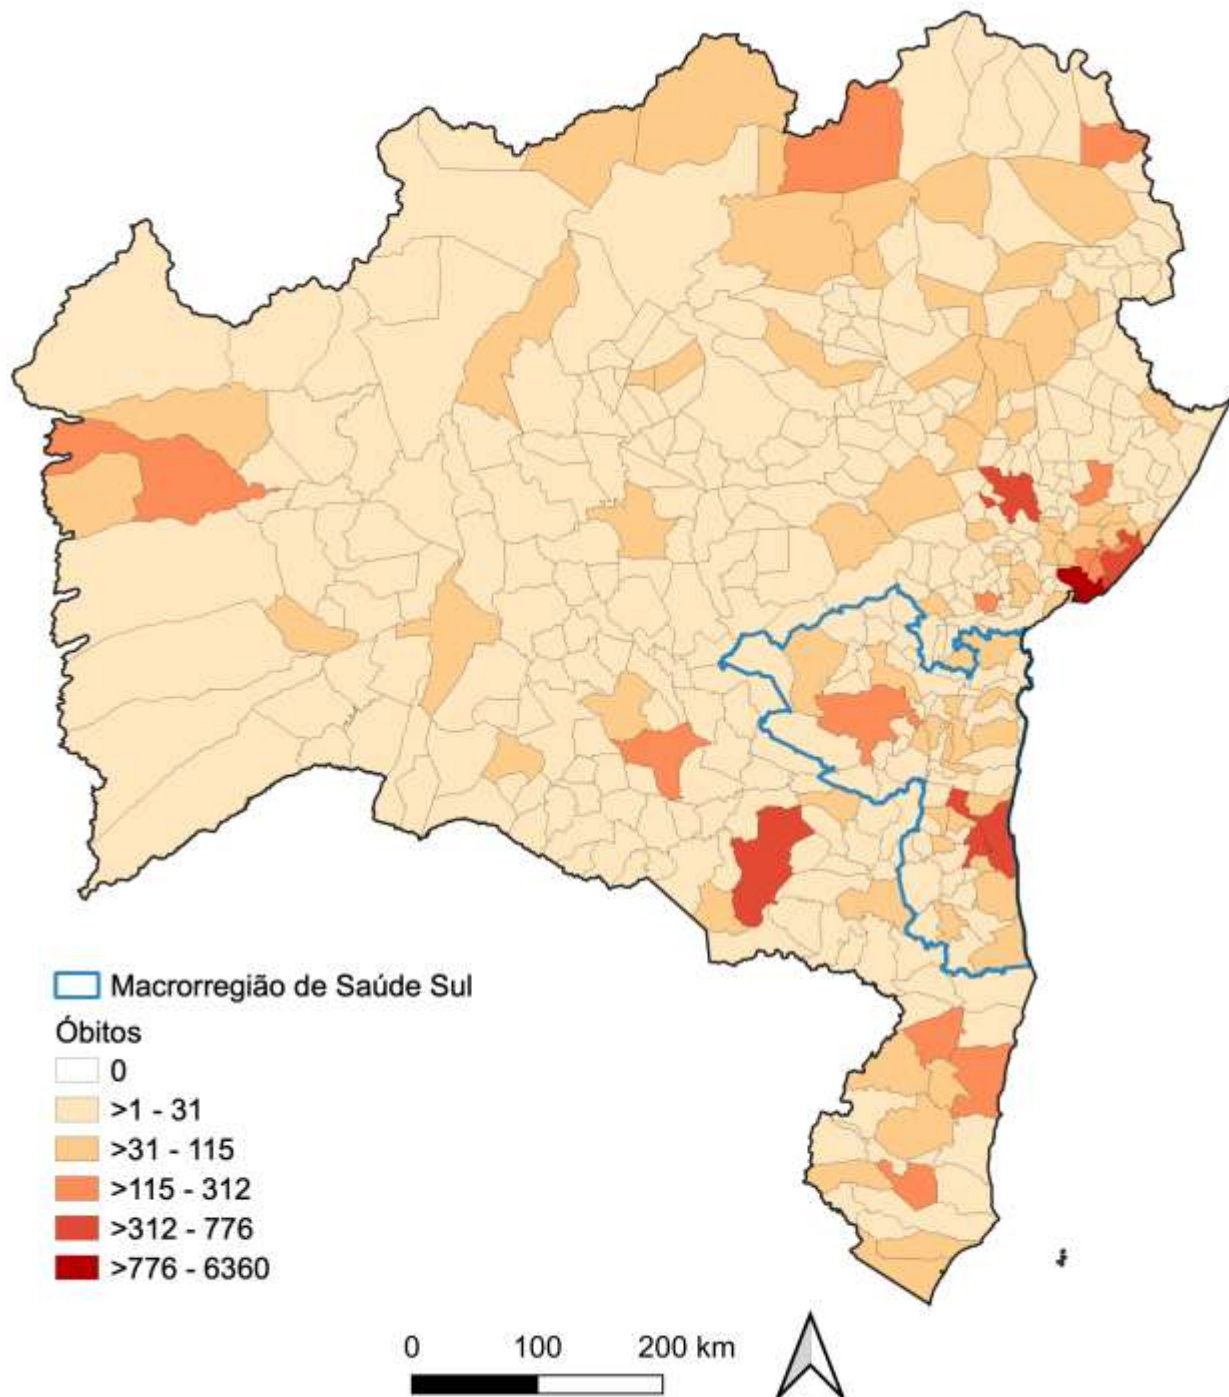 Macrorregião de Saúde Sul
Óbitos
0
>1 - 31
>31 - 115
>115 - 312
>312 - 776
>776 - 6360
0 100 200 km